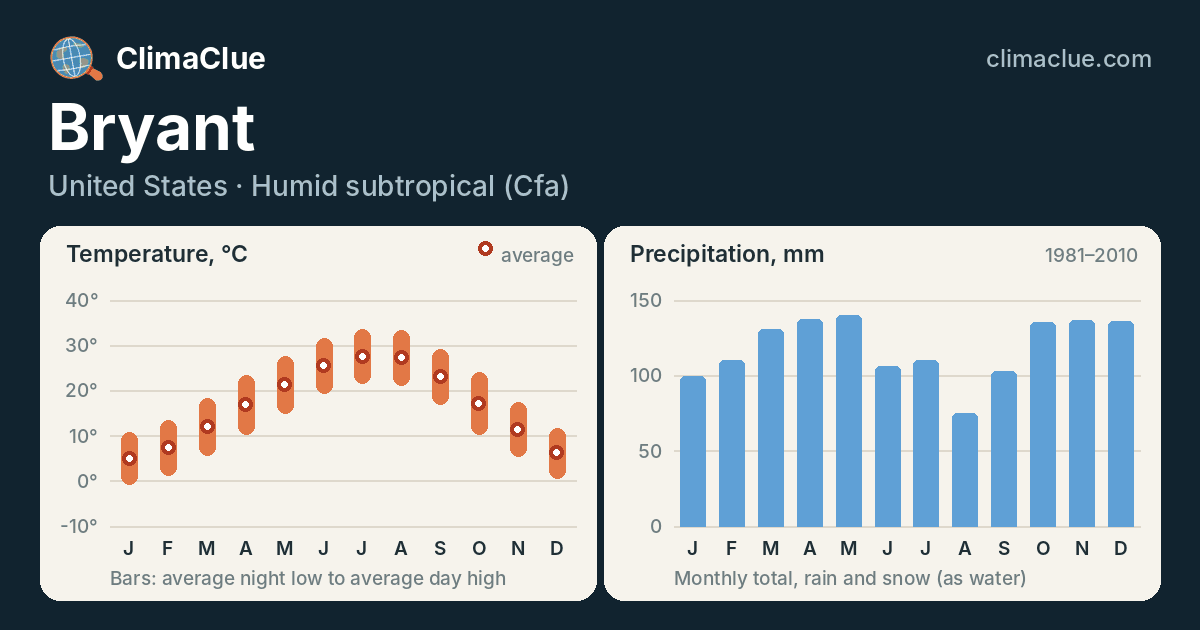 ClimaClue
climaclue.com
Bryant
United States · Humid subtropical (Cfa)
Temperature, °C
average
40°
30°
20°
10°
0°
-10°
J F M A M J J A S O N D
Bars: average night low to average day high
Precipitation, mm
1981–2010
150
100
50
0
J F M A M J J A S O N D
Monthly total, rain and snow (as water)